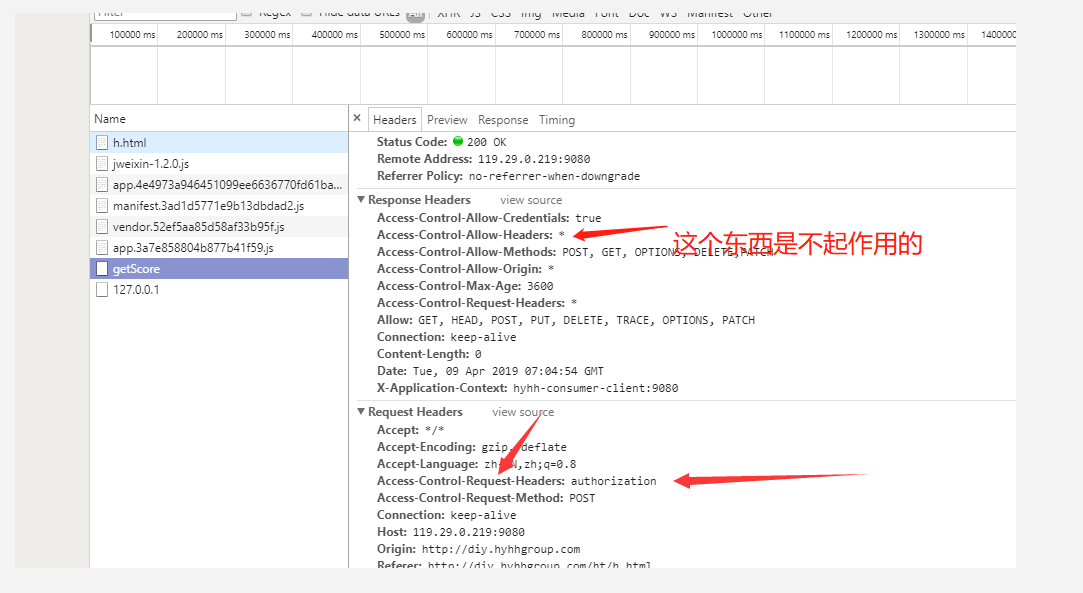 Filter
Regex Hide data URLs All XHR JS CSS Img Media Font Doc WS Manifest Other
100000 ms 200000 ms 300000 ms 400000 ms 500000 ms 600000 ms 700000 ms 800000 ms 900000 ms 1000000 ms 1100000 ms 1200000 ms 1300000 ms 140000
Name
h.html
jweixin-1.2.0.js
app.4e4973a946451099ee6636770fd61ba...
manifest.3ad1d5771e9b13dbdad2.js
vendor.52ef5aa85d58af33b95f.js
app.3a7e858804b877b41f59.js
getScore
127.0.0.1
× Headers Preview Response Timing
Status Code: 200 OK
Remote Address: 119.29.0.219:9080
Referrer Policy: no-referrer-when-downgrade
Response Headers view source
Access-Control-Allow-Credentials: true
Access-Control-Allow-Headers: *
这个东西是不起作用的
Access-Control-Allow-Methods: POST, GET, OPTIONS, DELETE,PATCH
Access-Control-Allow-Origin: *
Access-Control-Max-Age: 3600
Access-Control-Request-Headers: *
Allow: GET, HEAD, POST, PUT, DELETE, TRACE, OPTIONS, PATCH
Connection: keep-alive
Content-Length: 0
Date: Tue, 09 Apr 2019 07:04:54 GMT
X-Application-Context: hyhh-consumer-client:9080
Request Headers view source
Accept: */*
Accept-Encoding: gzip, deflate
Accept-Language: zh-CN,zh;q=0.8
Access-Control-Request-Headers: authorization
Access-Control-Request-Method: POST
Connection: keep-alive
Host: 119.29.0.219:9080
Origin: http://diy.hyhhgroup.com
Referer: http://diy.hyhhgroup.com/ht/h.html